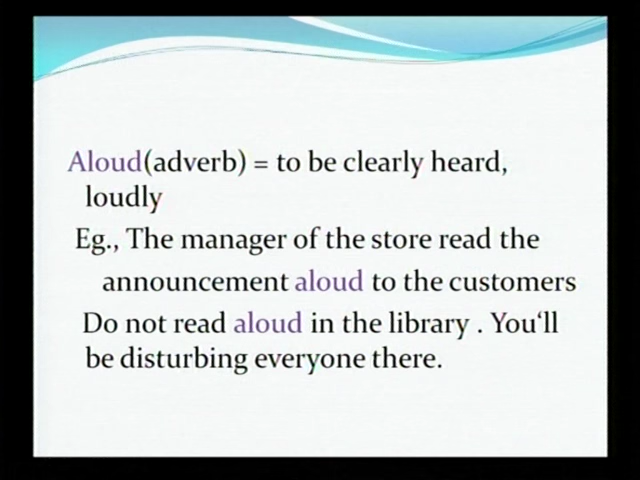 Aloud(adverb) = to be clearly heard,
loudly
Eg., The manager of the store read the
announcement aloud to the customers
Do not read aloud in the library . You‘ll
be disturbing everyone there.